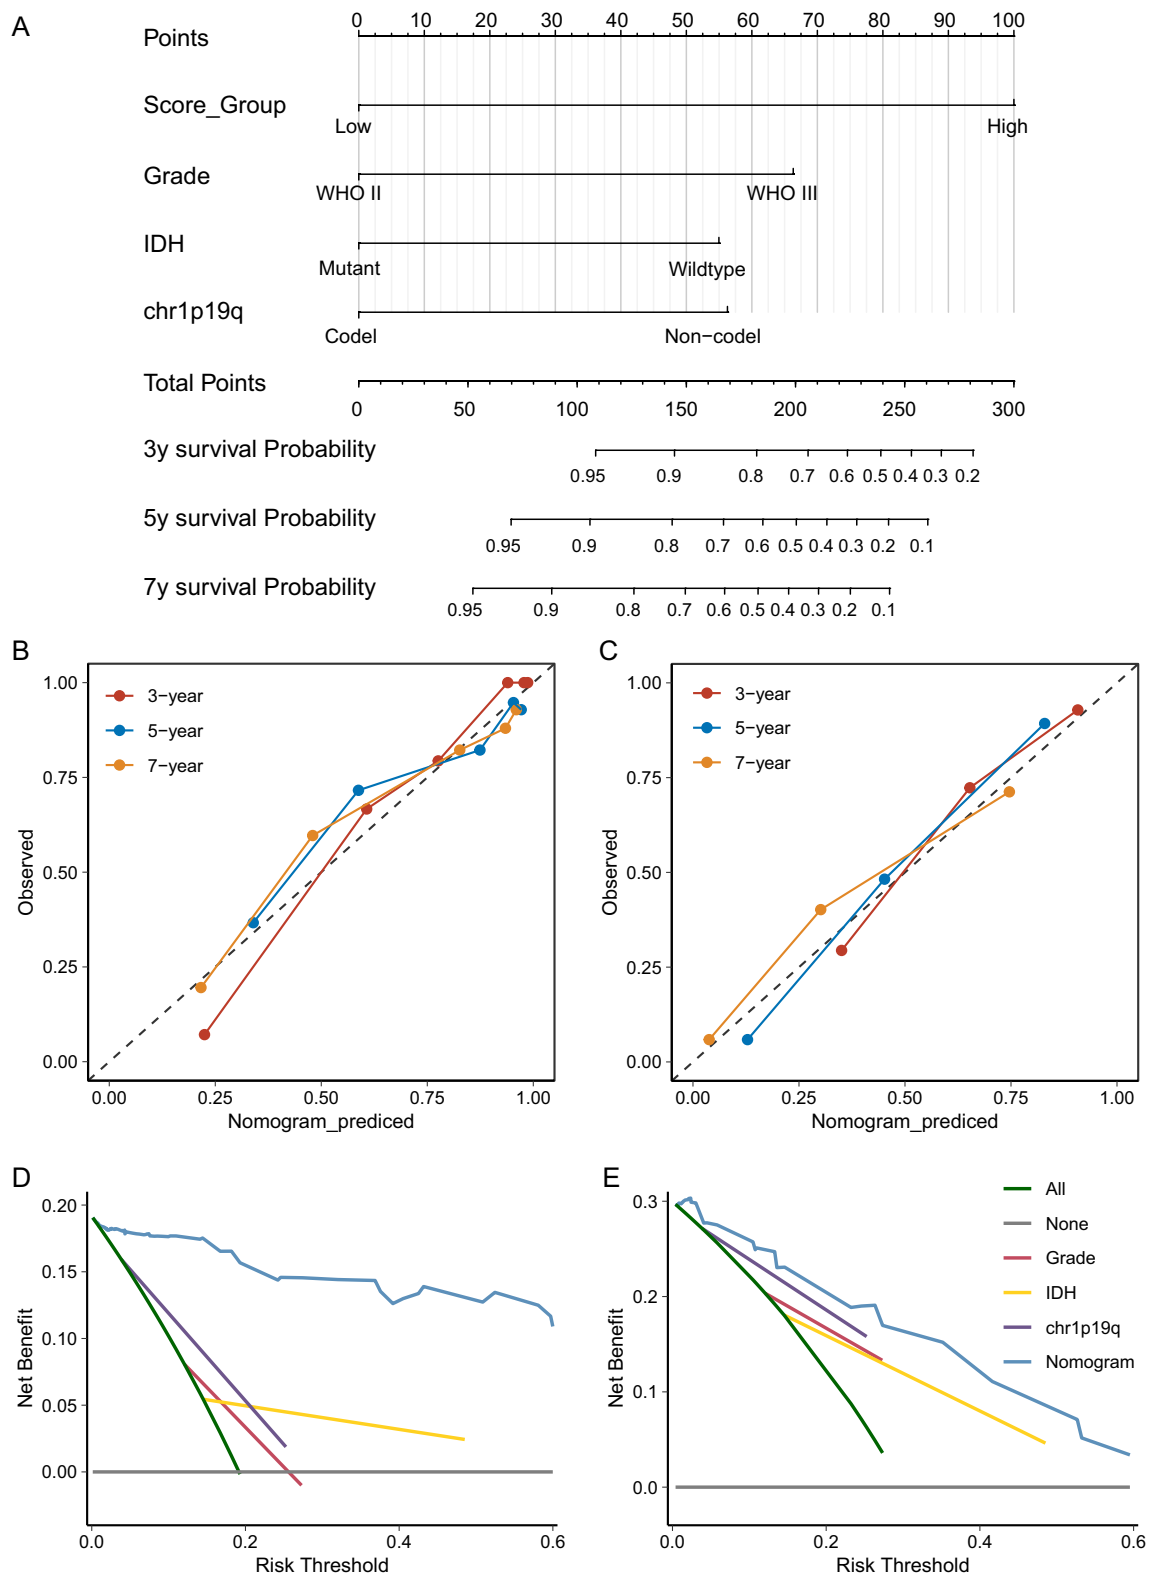 A
0 10 20 30 40 50 60 70 80 90 100
Points
Score_Group
Low High
Grade
WHO II WHO III
IDH
Mutant Wildtype
chr1p19q
Codel Non-codel
Total Points
0 50 100 150 200 250 300
3y survival Probability
0.95 0.9 0.8 0.7 0.6 0.5 0.4 0.3 0.2
5y survival Probability
0.95 0.9 0.8 0.7 0.6 0.5 0.4 0.3 0.2 0.1
7y survival Probability
0.95 0.9 0.8 0.7 0.6 0.5 0.4 0.3 0.2 0.1
B
1.00
0.75
0.50
0.25
0.00
Observed
3-year
5-year
7-year
0.00 0.25 0.50 0.75 1.00
Nomogram_prediced
C
1.00
0.75
0.50
0.25
0.00
Observed
3-year
5-year
7-year
0.00 0.25 0.50 0.75 1.00
Nomogram_prediced
D
0.20
0.15
0.10
0.05
0.00
Net Benefit
0.0 0.2 0.4 0.6
Risk Threshold
E
0.3
0.2
0.1
0.0
Net Benefit
All
None
Grade
IDH
chr1p19q
Nomogram
0.0 0.2 0.4 0.6
Risk Threshold